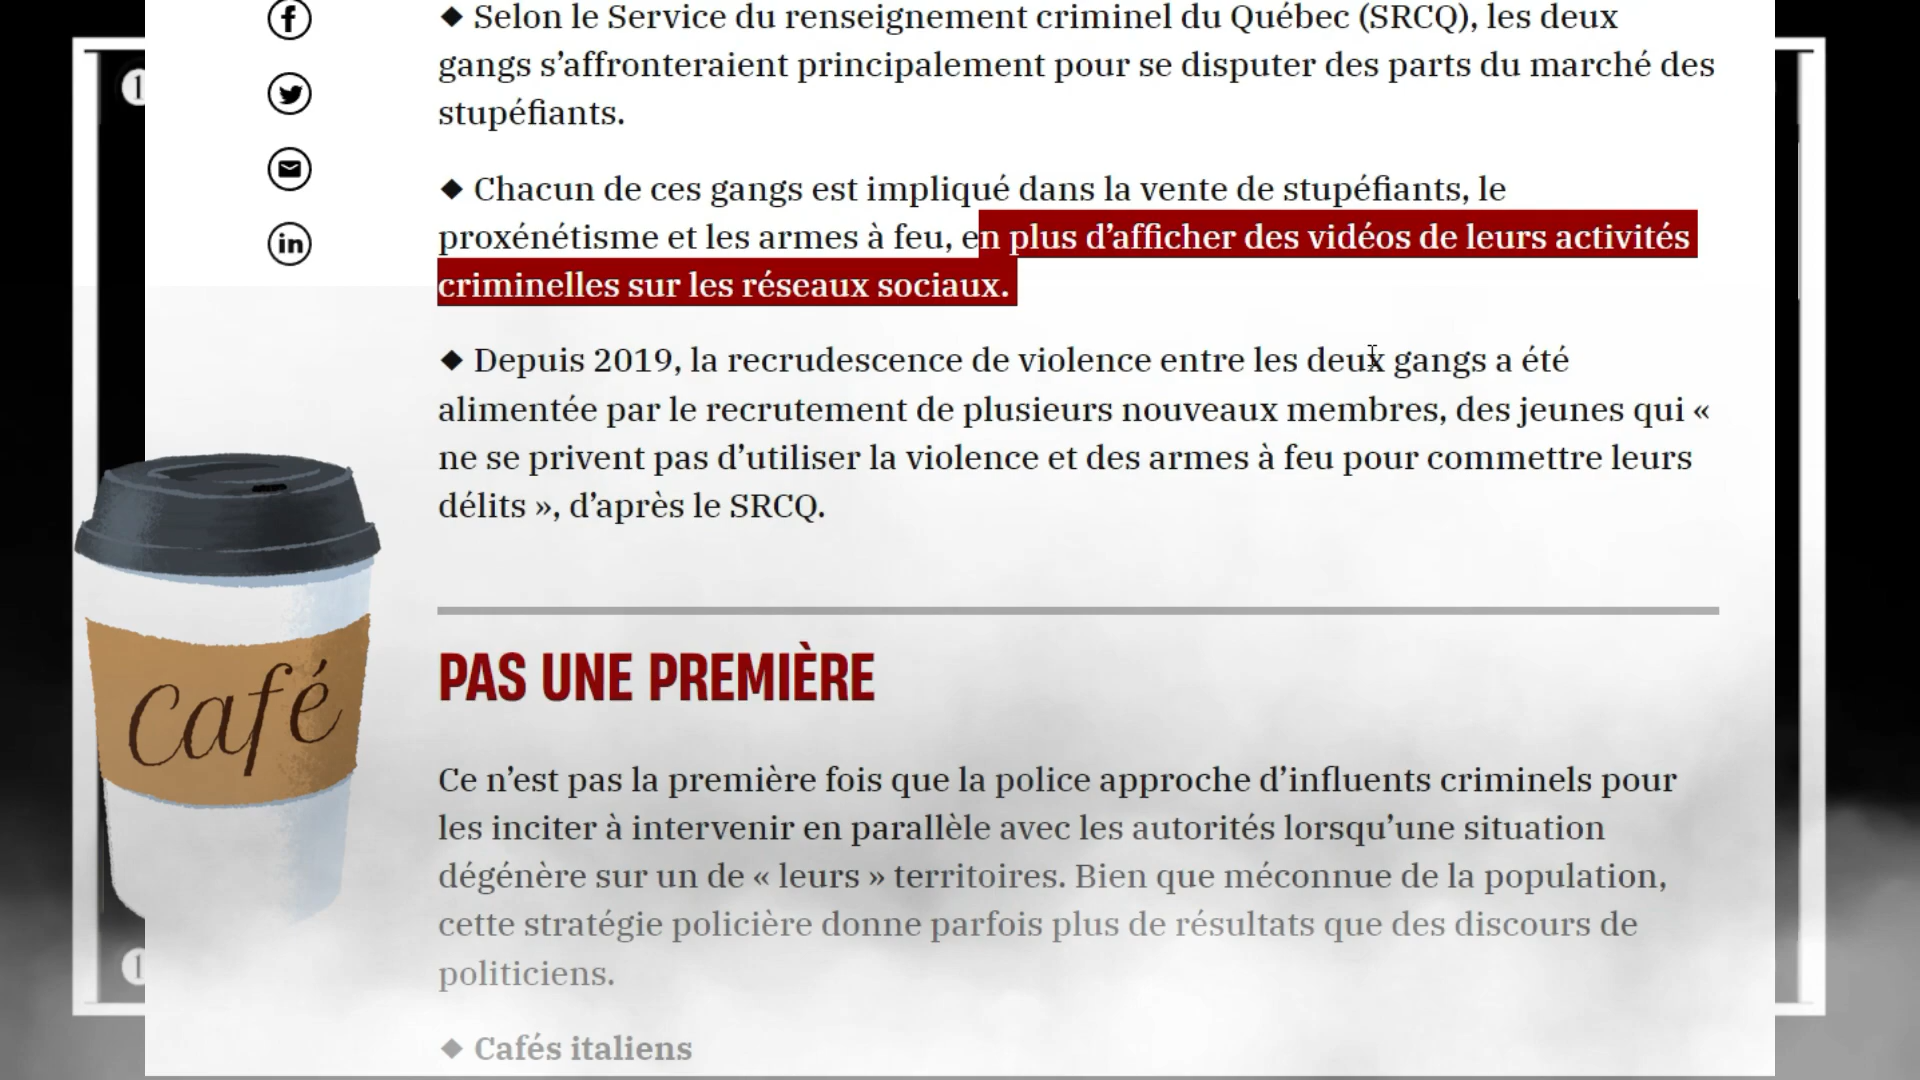 ◆ Selon le Service du renseignement criminel du Québec (SRCQ), les deux
gangs s’affronteraient principalement pour se disputer des parts du marché des
stupéfiants.
◆ Chacun de ces gangs est impliqué dans la vente de stupéfiants, le
proxénétisme et les armes à feu, en plus d’afficher des vidéos de leurs activités
criminelles sur les réseaux sociaux.
◆ Depuis 2019, la recrudescence de violence entre les deux gangs a été
alimentée par le recrutement de plusieurs nouveaux membres, des jeunes qui «
ne se privent pas d’utiliser la violence et des armes à feu pour commettre leurs
délits », d’après le SRCQ.
Café
PAS UNE PREMIÈRE
Ce n’est pas la première fois que la police approche d’influents criminels pour
les inciter à intervenir en parallèle avec les autorités lorsqu’une situation
dégénère sur un de « leurs » territoires. Bien que méconnue de la population,
cette stratégie policière donne parfois plus de résultats que des discours de
politiciens.
◆ Cafés italiens